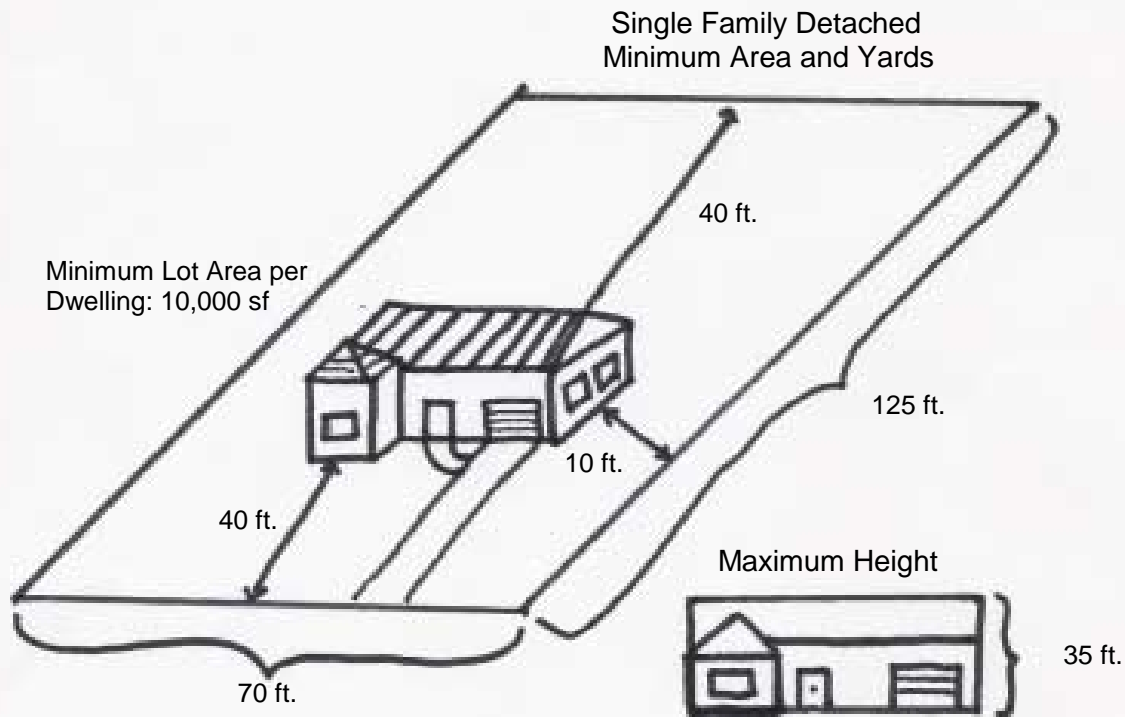 Single Family Detached
Minimum Area and Yards
40 ft.
Minimum Lot Area per
Dwelling: 10,000 sf
125 ft.
10 ft.
40 ft.
Maximum Height
35 ft.
70 ft.